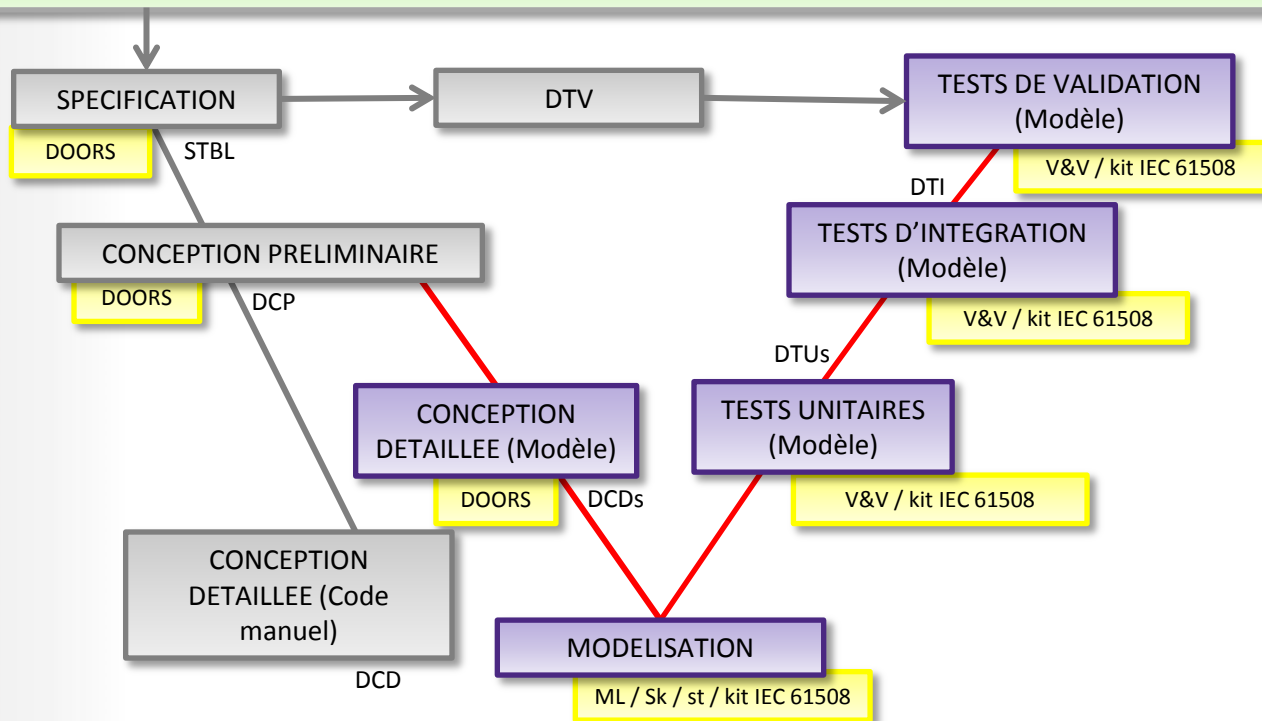 SPECIFICATION
DOORS
STBL
DTV
TESTS DE VALIDATION
(Modèle)
V&V / kit IEC 61508
DTI
CONCEPTION PRELIMINAIRE
DOORS
DCP
TESTS D'INTEGRATION
(Modèle)
V&V / kit IEC 61508
DTUs
CONCEPTION
DETAILLEE (Modèle)
DOORS
DCDs
TESTS UNITAIRES
(Modèle)
V&V / kit IEC 61508
CONCEPTION
DETAILLEE (Code
manuel)
DCD
MODELISATION
ML / Sk / st / kit IEC 61508